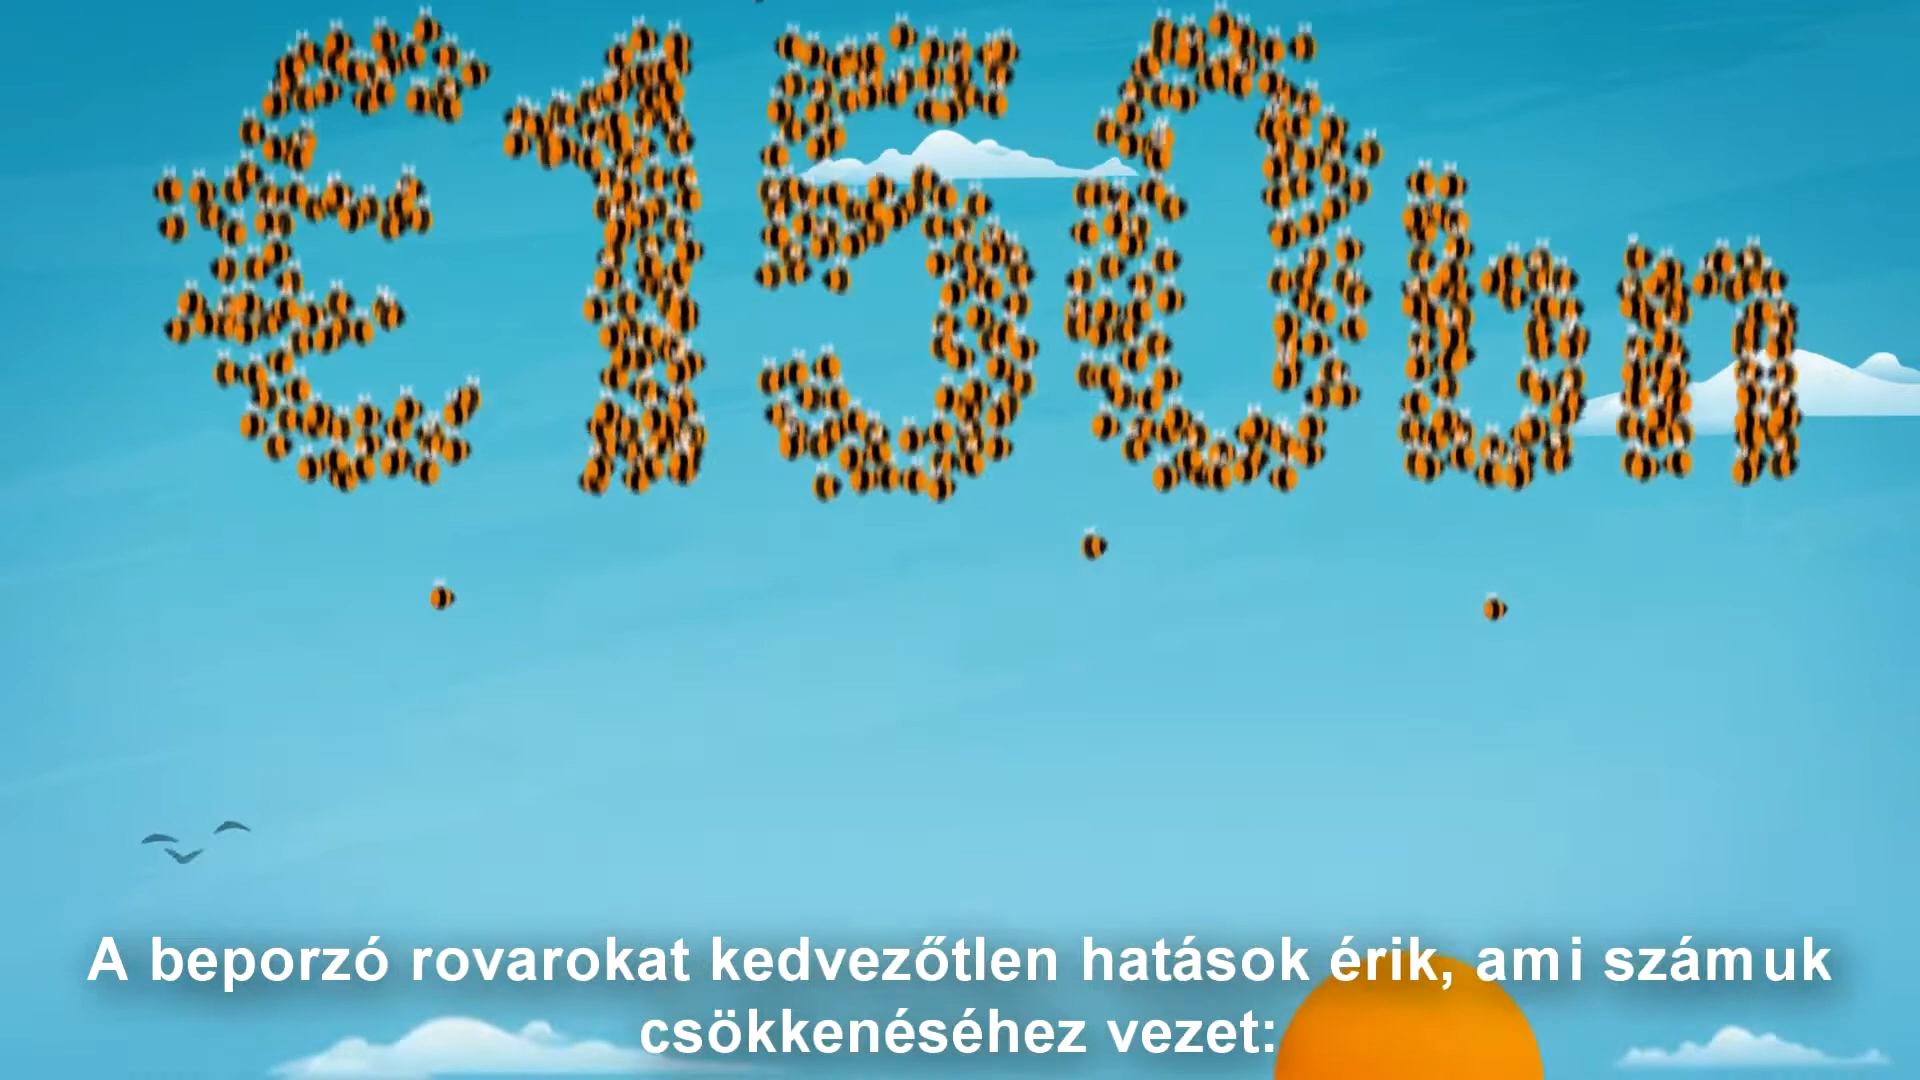 €150bn
A beporzó rovarokat kedvezőtlen hatások érik, ami számuk
csökkenéséhez vezet: